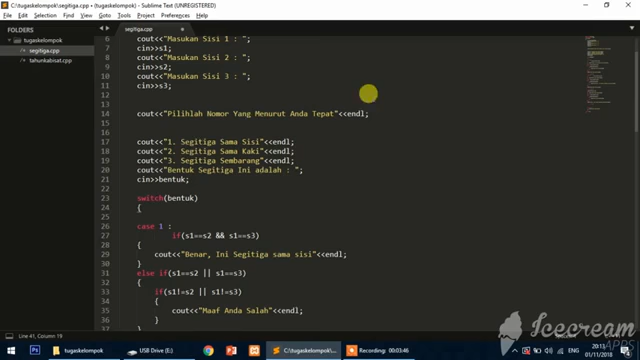 C:\tugaskelompok\segitiga.cpp • (tugaskelompok) - Sublime Text (UNREGISTERED)
File Edit Selection Find View Goto Tools Project Preferences Help
FOLDERS
tugaskelompok
segitiga.cpp
tahunkabisat.cpp
segitiga.cpp
6 cout<<"Masukan Sisi 1 : ";
7 cin>>s1;
8 cout<<"Masukan Sisi 2 : ";
9 cin>>s2;
10 cout<<"Masukan Sisi 3 : ";
11 cin>>s3;
12
13
14 cout<<"Pilihlah Nomor Yang Menurut Anda Tepat"<<endl;
15
16
17 cout<<"1. Segitiga Sama Sisi"<<endl;
18 cout<<"2. Segitiga Sama Kaki"<<endl;
19 cout<<"3. Segitiga Sembarang"<<endl;
20 cout<<"Bentuk Segitiga Ini adalah : ";
21 cin>>bentuk;
22
23 switch(bentuk)
24 {
25
26 case 1 :
27 if(s1==s2 && s1==s3)
28 {
29 cout<<"Benar, Ini Segitiga sama sisi"<<endl;
30 }
31 else if(s1==s2 || s1==s3)
32 {
33 if(s1!=s2 || s1!=s3)
34 {
35 cout<<"Maaf Anda Salah"<<endl;
36 }
37 }
Line 41, Column 19
Icecream
APPS
tugaskelompok
USB Drive (E:)
C:\tugaskelompok\...
Recording: 00:03:46
ENG
20:13
01/11/2018